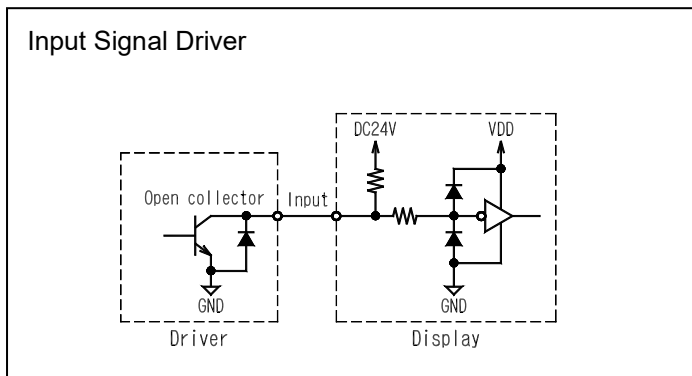 Input Signal Driver
DC24V VDD
Open collector Input
GND GND
Driver Display